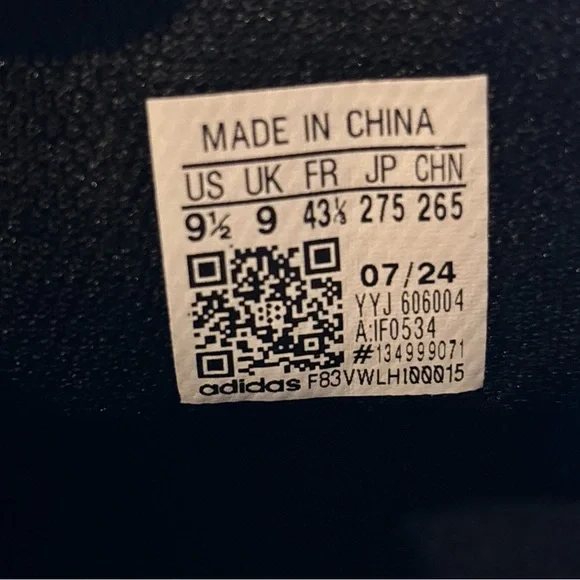 MADE IN CHINA
US UK FR JP CHN
9½ 9 43⅓ 275 265
07/24
YYJ 606004
A:IF0534
#134999071
adidas F83VWLH100015